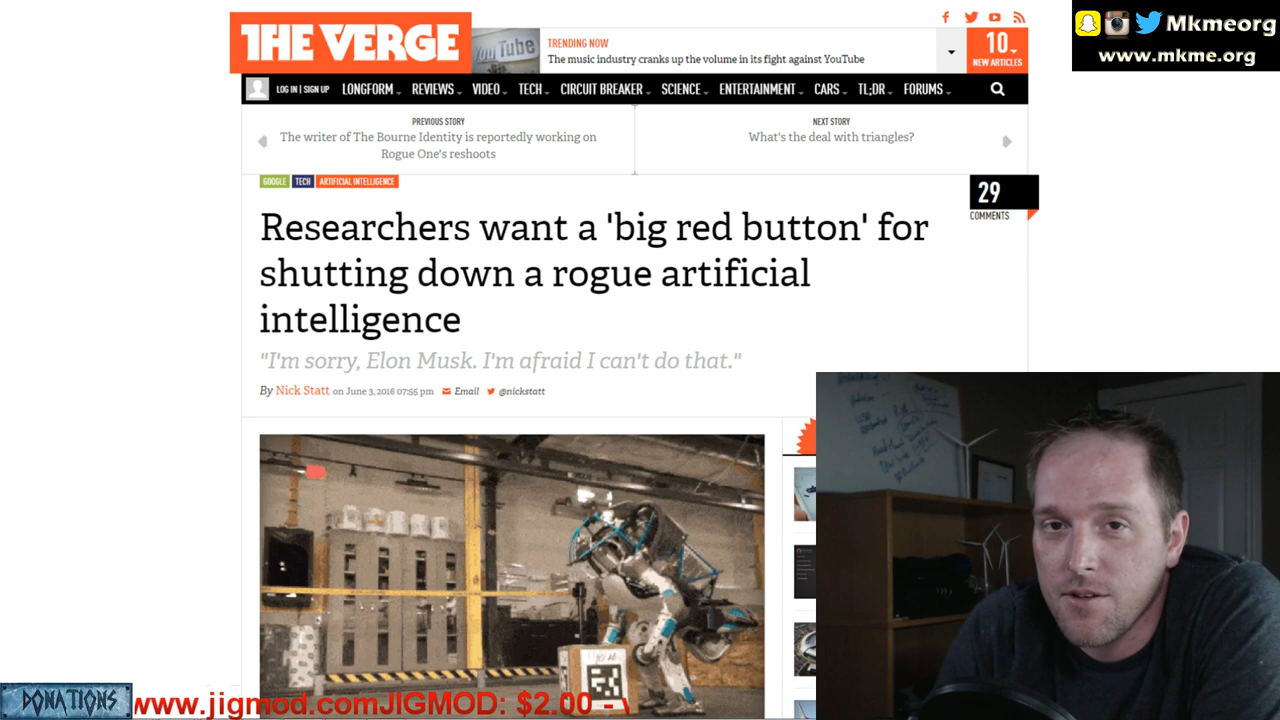 THE VERGE
YouTube
TRENDING NOW
The music industry cranks up the volume in its fight against YouTube
10
NEW ARTICLES
Mkmeorg
www.mkme.org
LOG IN | SIGN UP
LONGFORM
REVIEWS
VIDEO
TECH
CIRCUIT BREAKER
SCIENCE
ENTERTAINMENT
CARS
TL;DR
FORUMS
PREVIOUS STORY
The writer of The Bourne Identity is reportedly working on
Rogue One's reshoots
NEXT STORY
What's the deal with triangles?
GOOGLE
TECH
ARTIFICIAL INTELLIGENCE
29
COMMENTS
Researchers want a 'big red button' for
shutting down a rogue artificial
intelligence
"I'm sorry, Elon Musk. I'm afraid I can't do that."
By Nick Statt on June 3, 2016 07:55 pm Email @nickstatt
DONATIONS
www.jigmod.comJIGMOD: $2.00 -